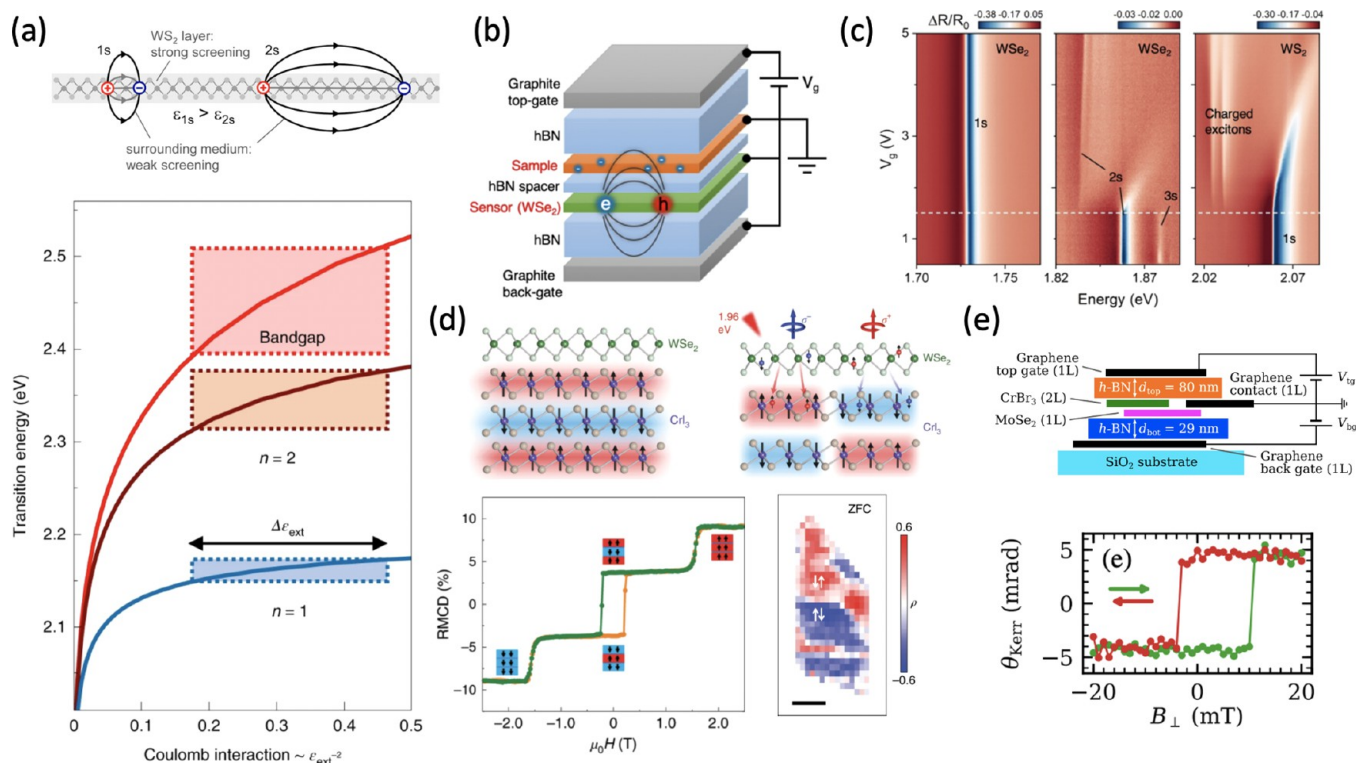 (a)
WS₂ layer:
strong screening
1s
2s
+
−
+
−
ε1s > ε2s
surrounding medium:
weak screening
Transition energy (eV)
2.5
2.4
2.3
2.2
2.1
Bandgap
n = 2
Δεext
n = 1
0
0.1
0.2
0.3
0.4
0.5
Coulomb interaction ~ εext⁻²
(b)
Graphite
top-gate
hBN
Sample
hBN spacer
Sensor (WSe₂)
hBN
Graphite
back-gate
e
h
Vg
(c)
ΔR/R₀
-0.38 -0.17 0.05
-0.03 -0.02 0.00
-0.30 -0.17 -0.04
WSe₂
WSe₂
WS₂
Vg (V)
5
3
1
1s
2s
3s
Charged
excitons
1s
1.70 1.75
1.82 1.87
2.02 2.07
Energy (eV)
(d)
WSe₂
CrI₃
1.96
eV
σ⁻
σ⁺
WSe₂
CrI₃
RMCD (%)
10
5
0
−5
−10
−2.5 −1.5 −0.5 0 0.5 1.5 2.5
μ₀H (T)
ZFC
0.6
ρ
−0.6
(e)
Graphene
top gate (1L)
CrBr₃ (2L)
MoSe₂ (1L)
h-BN dtop = 80 nm
h-BN dbot = 29 nm
SiO₂ substrate
Graphene
contact (1L)
Graphene
back gate (1L)
Vtg
Vbg
(e)
θKerr (mrad)
5
0
−5
−20 0 20
B⊥ (mT)